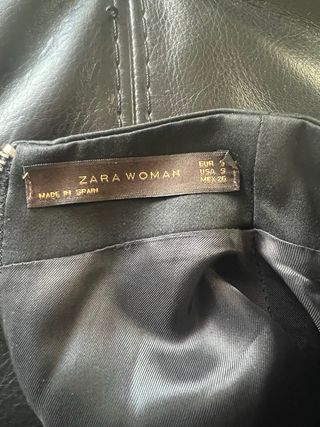 ZARA WOMAN
MADE IN SPAIN
EUR S
USA S
MEX 26